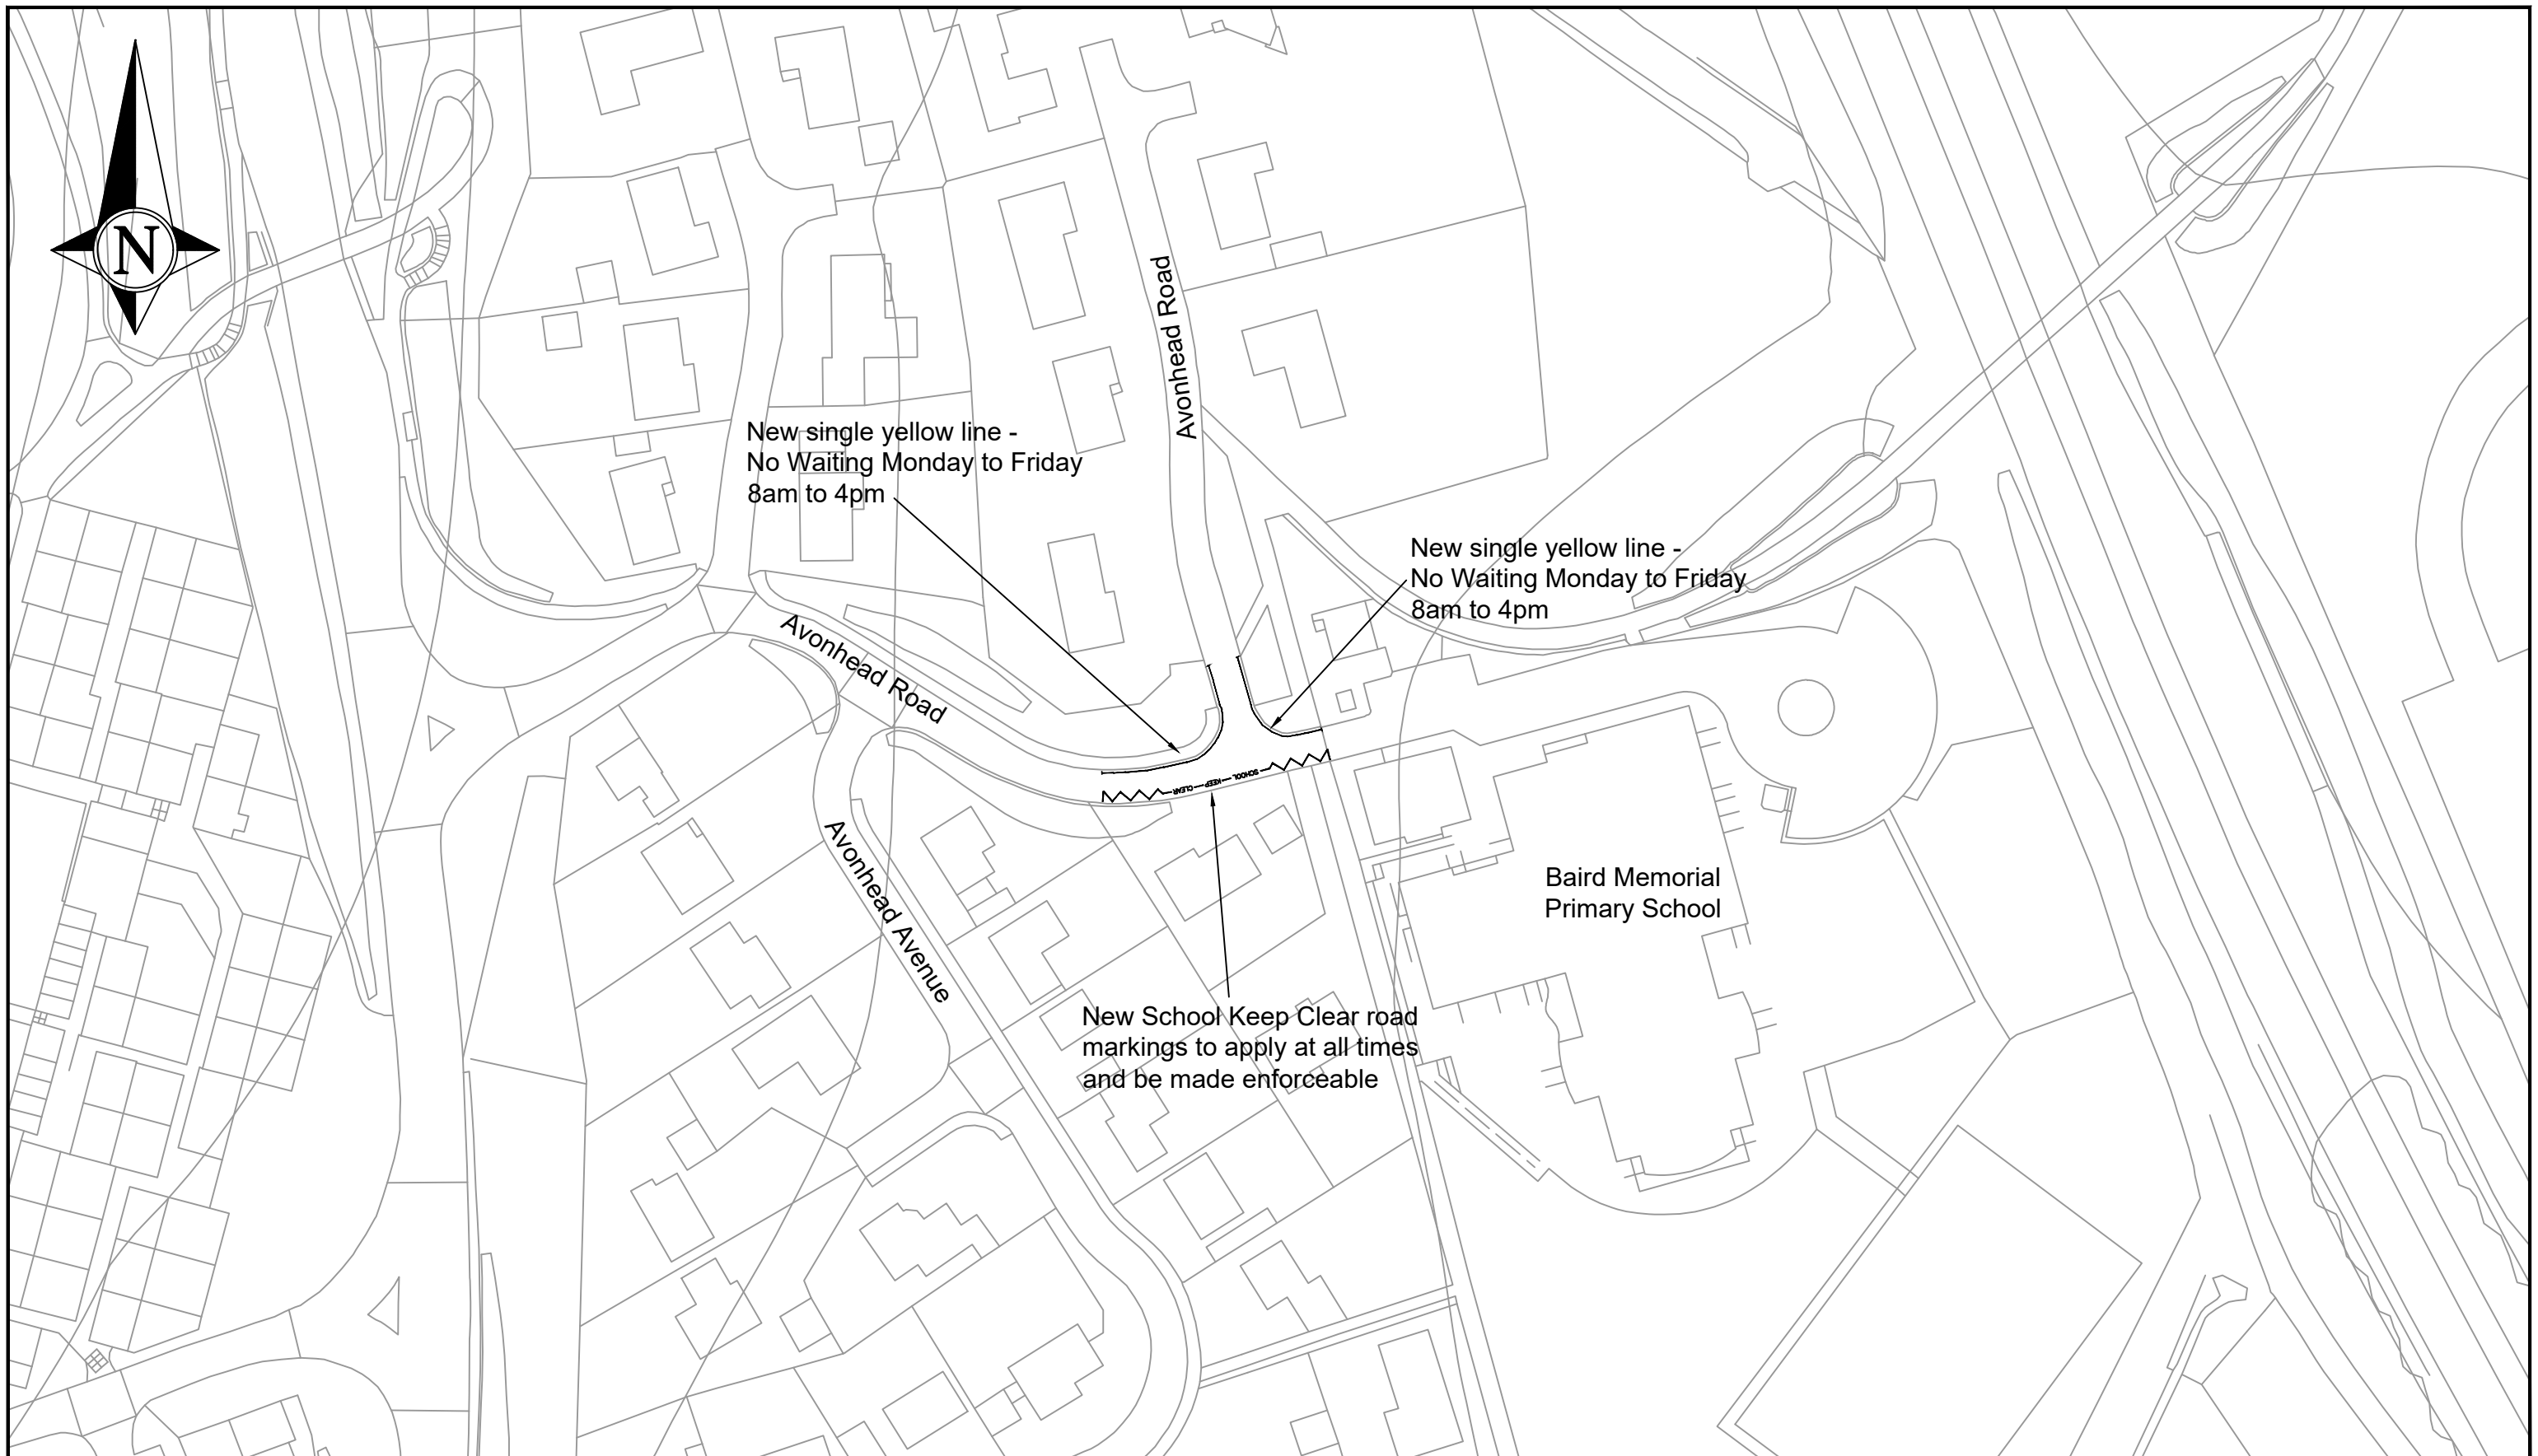 N
Avonhead Road
New single yellow line -
No Waiting Monday to Friday
8am to 4pm
New single yellow line -
No Waiting Monday to Friday
8am to 4pm
Avonhead Road
SCHOOL KEEP CLEAR
Avonhead Avenue
Baird Memorial
Primary School
New School Keep Clear road
markings to apply at all times
and be made enforceable